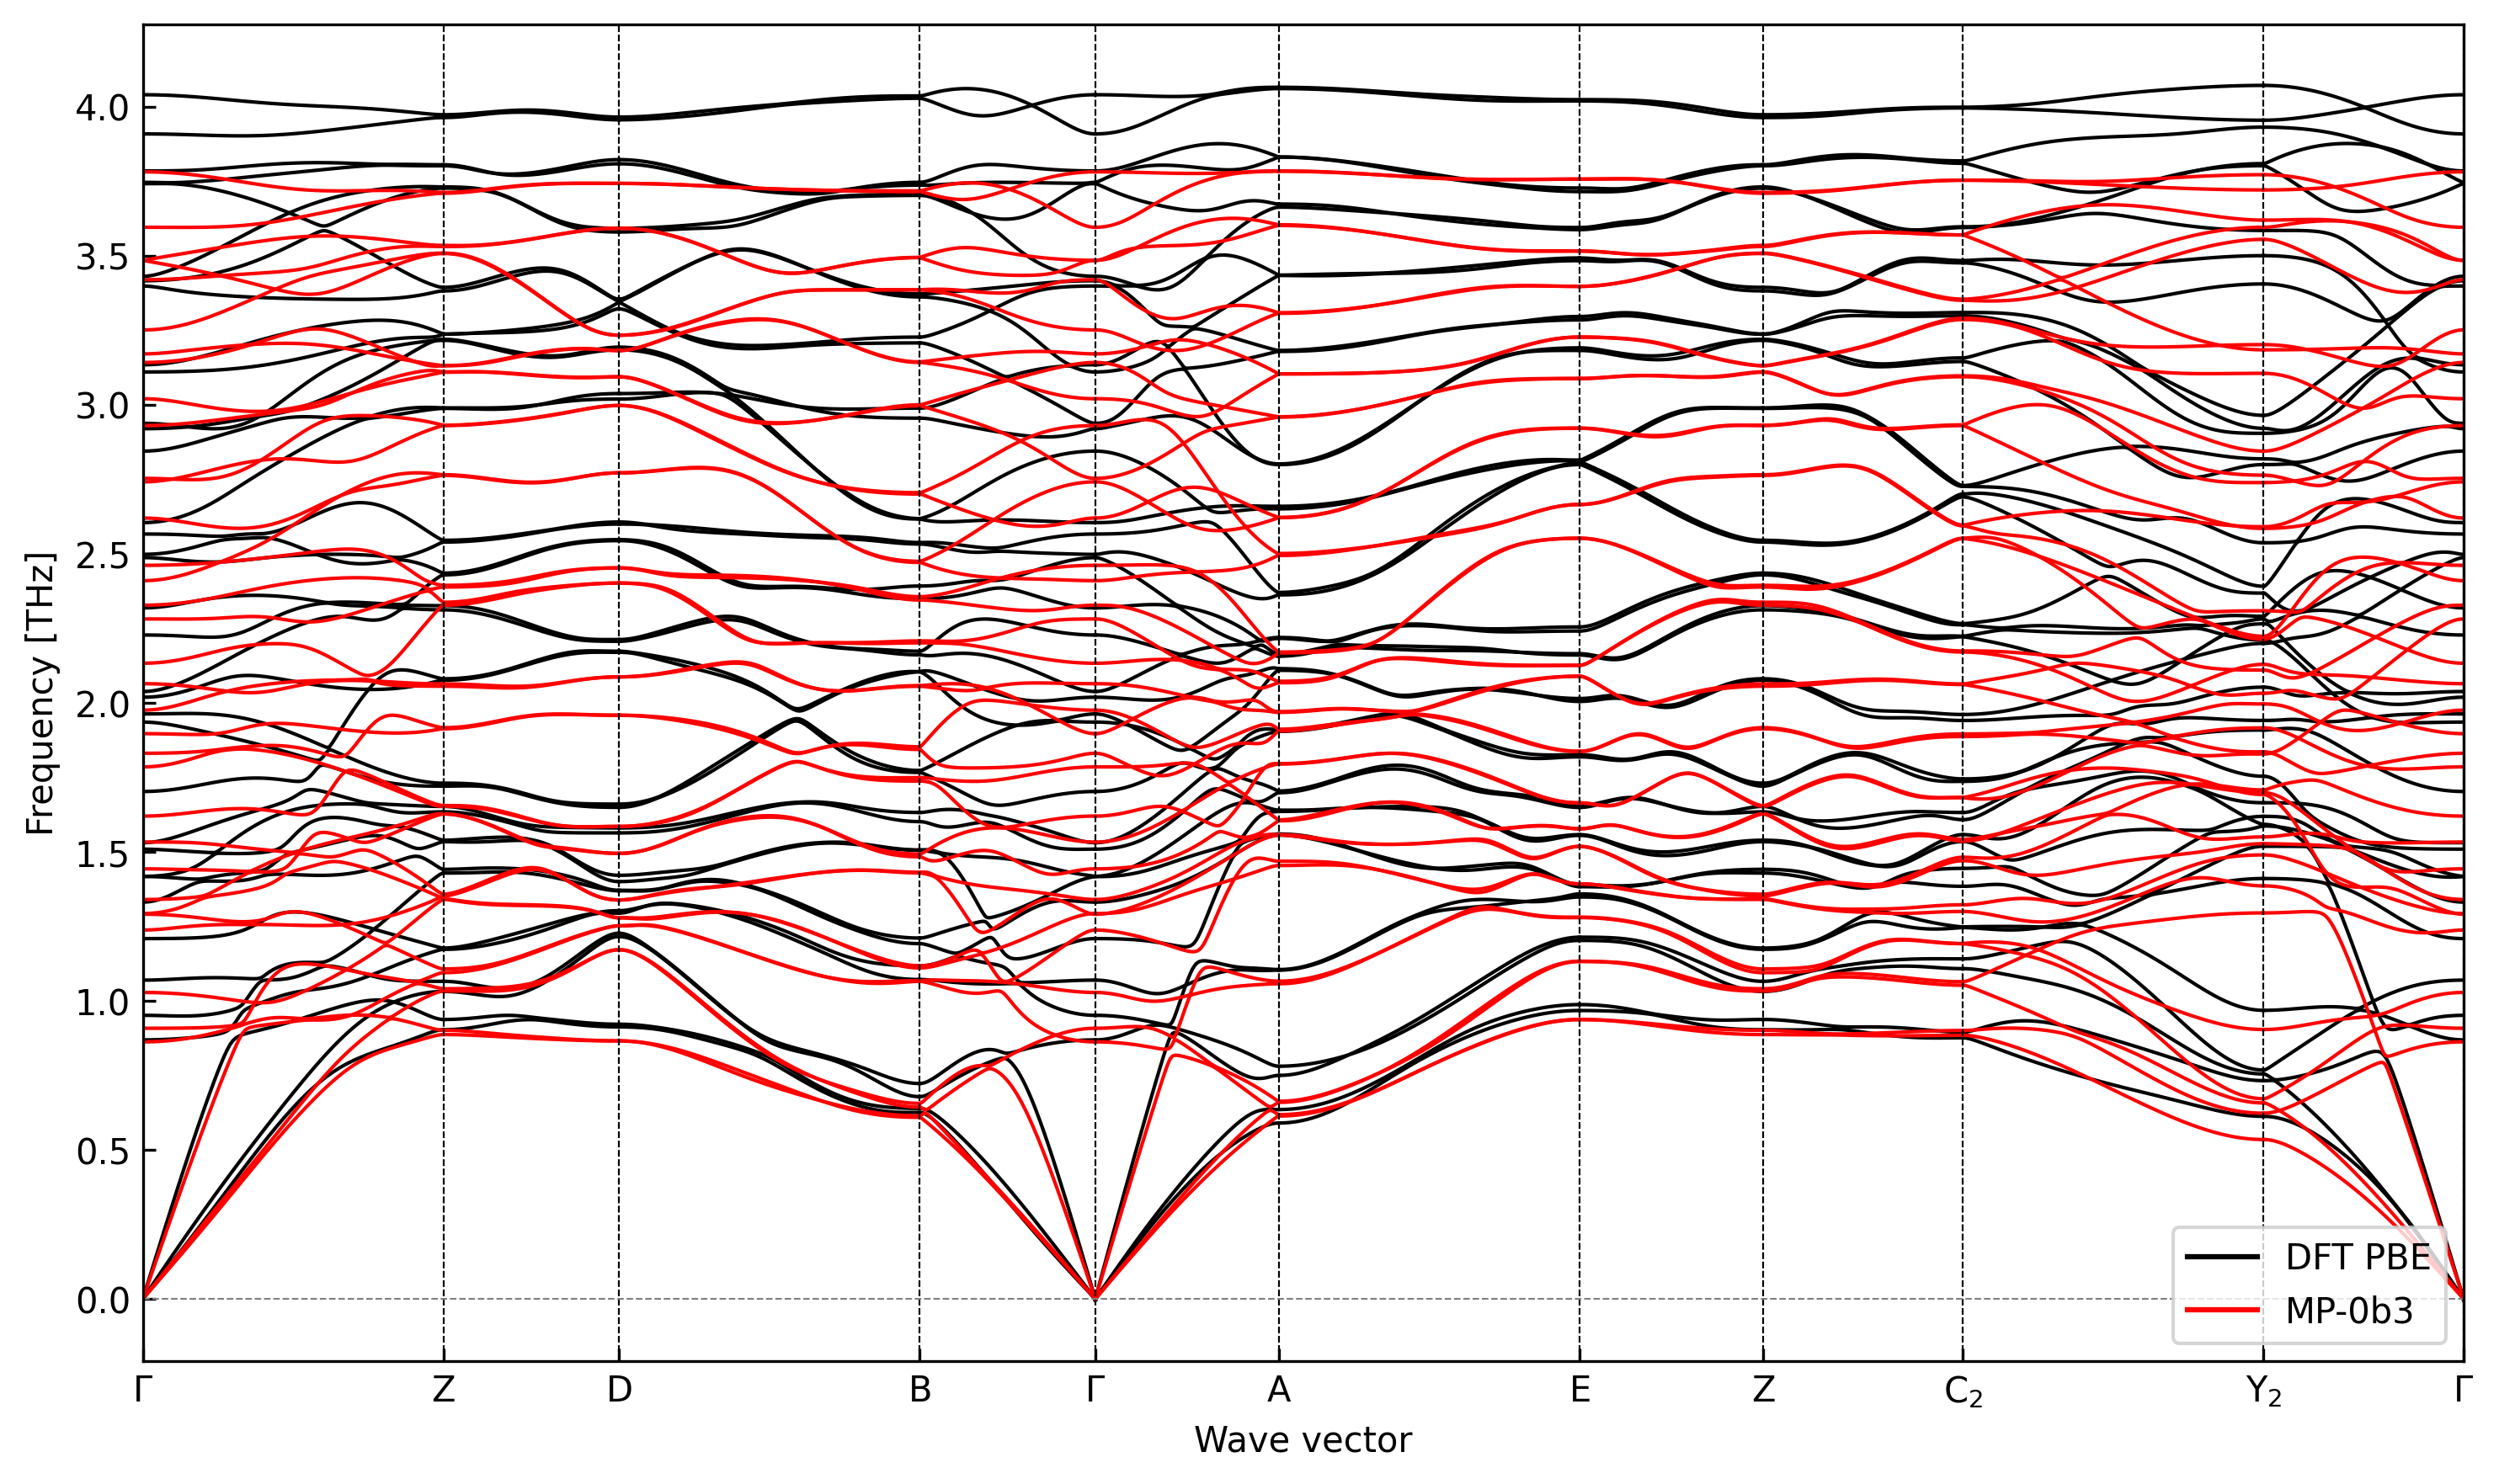 Frequency [THz]
4.0
3.5
3.0
2.5
2.0
1.5
1.0
0.5
0.0
DFT PBE
MP-0b3
Γ Z D B Γ A E Z C₂ Y₂ Γ
Wave vector